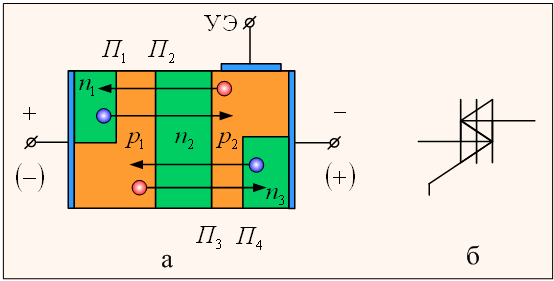 УЭ
П₁ П₂
n₁
+ −
p₁ n₂ p₂
(−) (+)
n₃
П₃ П₄
а б